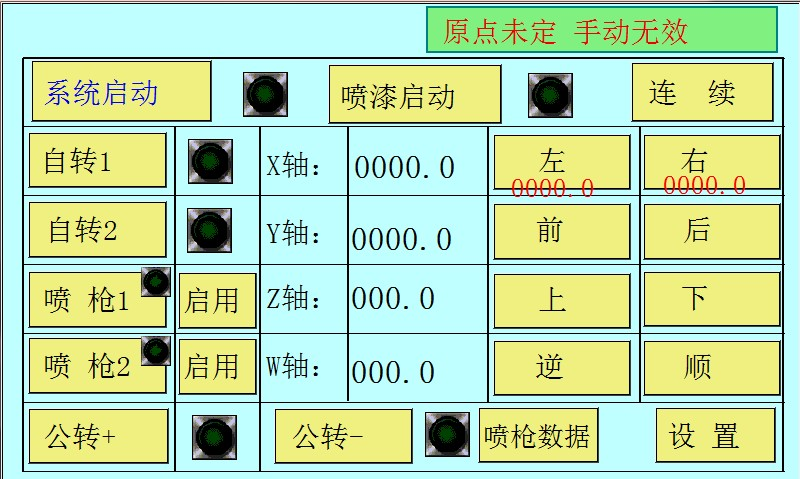 原点未定 手动无效
系统启动 喷漆启动 连 续
自转1 X轴： 0000.0 左 右
0000.0 0000.0
自转2 Y轴： 0000.0 前 后
喷 枪1 启用 Z轴： 000.0 上 下
喷 枪2 启用 W轴： 000.0 逆 顺
公转+ 公转- 喷枪数据 设 置